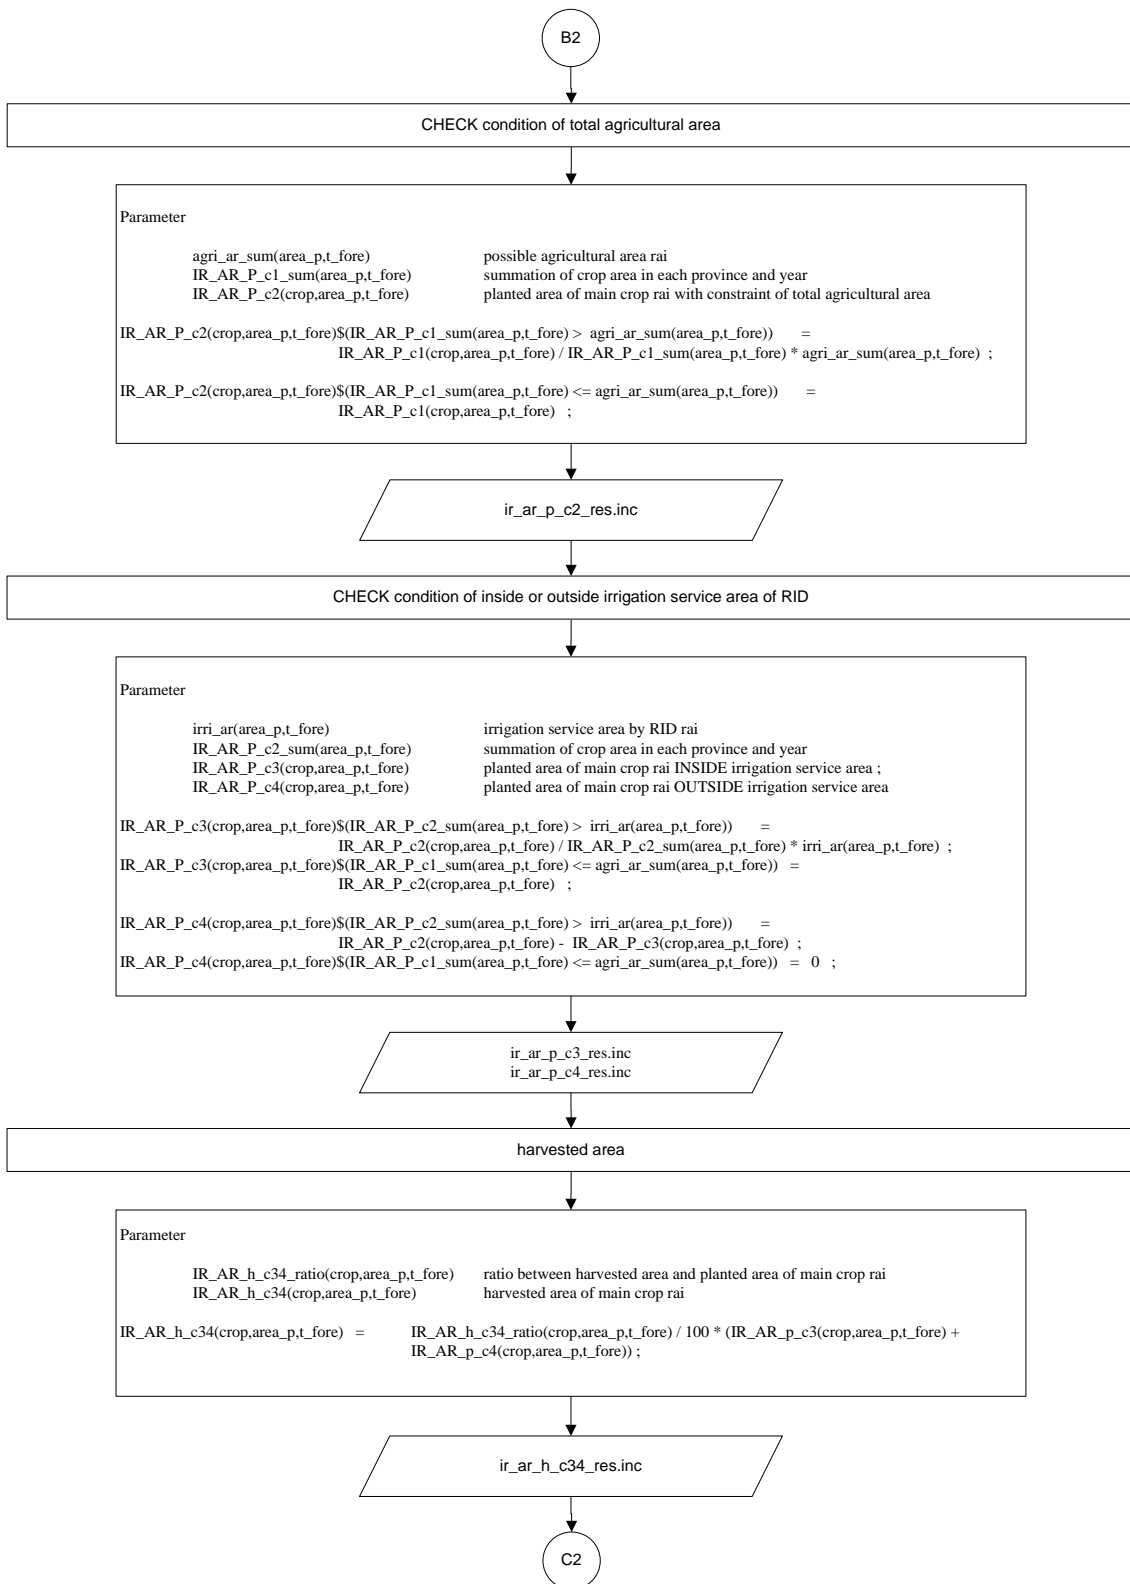 B2
CHECK condition of total agricultural area
Parameter
agri_ar_sum(area_p,t_fore) possible agricultural area rai
IR_AR_P_c1_sum(area_p,t_fore) summation of crop area in each province and year
IR_AR_P_c2(crop,area_p,t_fore) planted area of main crop rai with constraint of total agricultural area
IR_AR_P_c2(crop,area_p,t_fore)$(IR_AR_P_c1_sum(area_p,t_fore) > agri_ar_sum(area_p,t_fore)) =
IR_AR_P_c1(crop,area_p,t_fore) / IR_AR_P_c1_sum(area_p,t_fore) * agri_ar_sum(area_p,t_fore) ;
IR_AR_P_c2(crop,area_p,t_fore)$(IR_AR_P_c1_sum(area_p,t_fore) <= agri_ar_sum(area_p,t_fore)) =
IR_AR_P_c1(crop,area_p,t_fore) ;
ir_ar_p_c2_res.inc
CHECK condition of inside or outside irrigation service area of RID
Parameter
irri_ar(area_p,t_fore) irrigation service area by RID rai
IR_AR_P_c2_sum(area_p,t_fore) summation of crop area in each province and year
IR_AR_P_c3(crop,area_p,t_fore) planted area of main crop rai INSIDE irrigation service area ;
IR_AR_P_c4(crop,area_p,t_fore) planted area of main crop rai OUTSIDE irrigation service area
IR_AR_P_c3(crop,area_p,t_fore)$(IR_AR_P_c2_sum(area_p,t_fore) > irri_ar(area_p,t_fore)) =
IR_AR_P_c2(crop,area_p,t_fore) / IR_AR_P_c2_sum(area_p,t_fore) * irri_ar(area_p,t_fore) ;
IR_AR_P_c3(crop,area_p,t_fore)$(IR_AR_P_c1_sum(area_p,t_fore) <= agri_ar_sum(area_p,t_fore)) =
IR_AR_P_c2(crop,area_p,t_fore) ;
IR_AR_P_c4(crop,area_p,t_fore)$(IR_AR_P_c2_sum(area_p,t_fore) > irri_ar(area_p,t_fore)) =
IR_AR_P_c2(crop,area_p,t_fore) - IR_AR_P_c3(crop,area_p,t_fore) ;
IR_AR_P_c4(crop,area_p,t_fore)$(IR_AR_P_c1_sum(area_p,t_fore) <= agri_ar_sum(area_p,t_fore)) = 0 ;
ir_ar_p_c3_res.inc
ir_ar_p_c4_res.inc
harvested area
Parameter
IR_AR_h_c34_ratio(crop,area_p,t_fore) ratio between harvested area and planted area of main crop rai
IR_AR_h_c34(crop,area_p,t_fore) harvested area of main crop rai
IR_AR_h_c34(crop,area_p,t_fore) = IR_AR_h_c34_ratio(crop,area_p,t_fore) / 100 * (IR_AR_p_c3(crop,area_p,t_fore) +
IR_AR_p_c4(crop,area_p,t_fore)) ;
ir_ar_h_c34_res.inc
C2